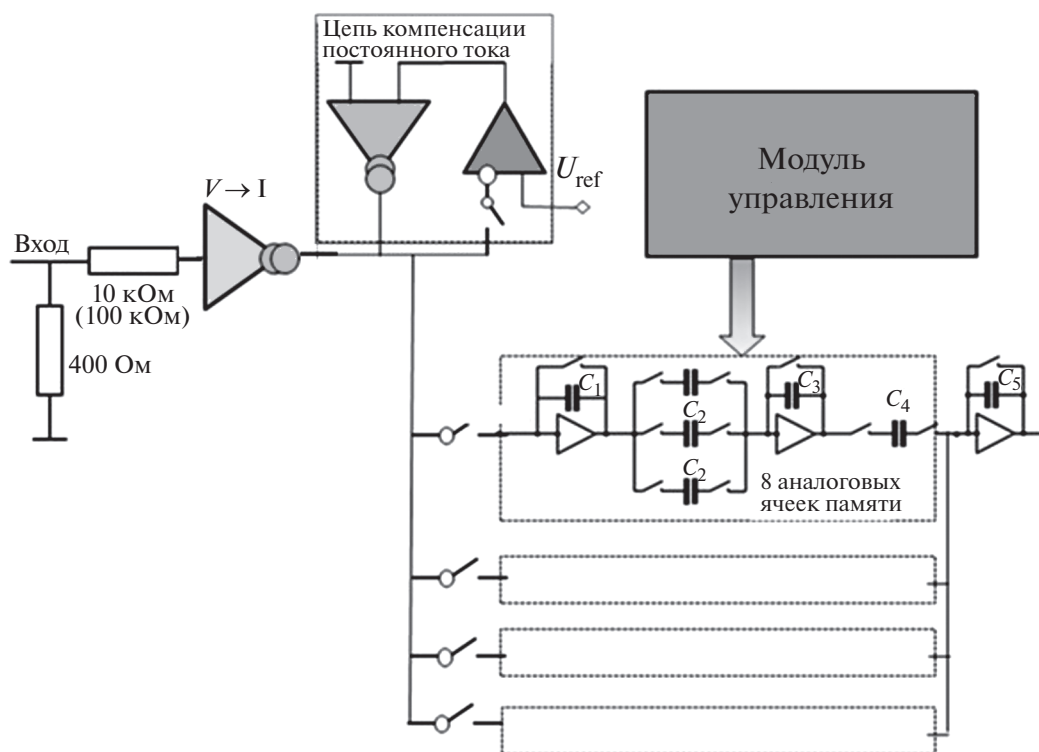 Цепь компенсации
постоянного тока
U ref
V → I
Модуль
управления
Вход
10 кОм
(100 кОм)
400 Ом
C1
C2
C2
C3
C4
C5
8 аналоговых
ячеек памяти